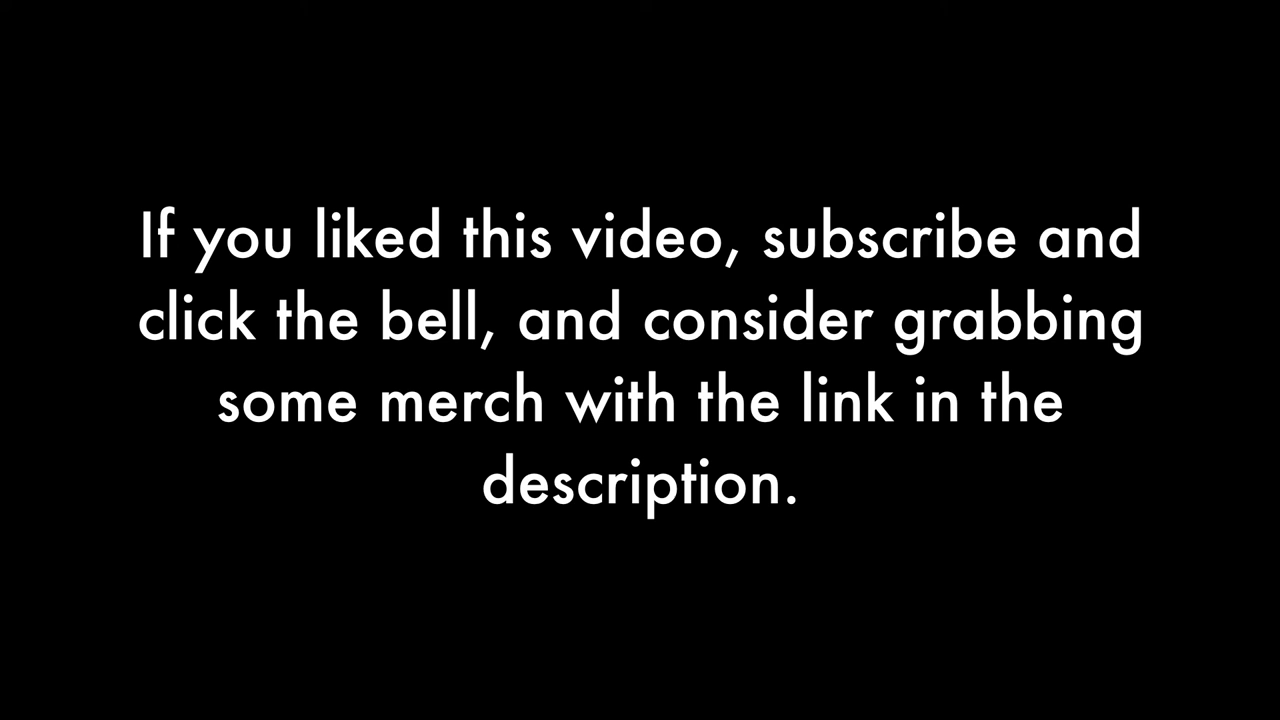 If you liked this video, subscribe and
click the bell, and consider grabbing
some merch with the link in the
description.